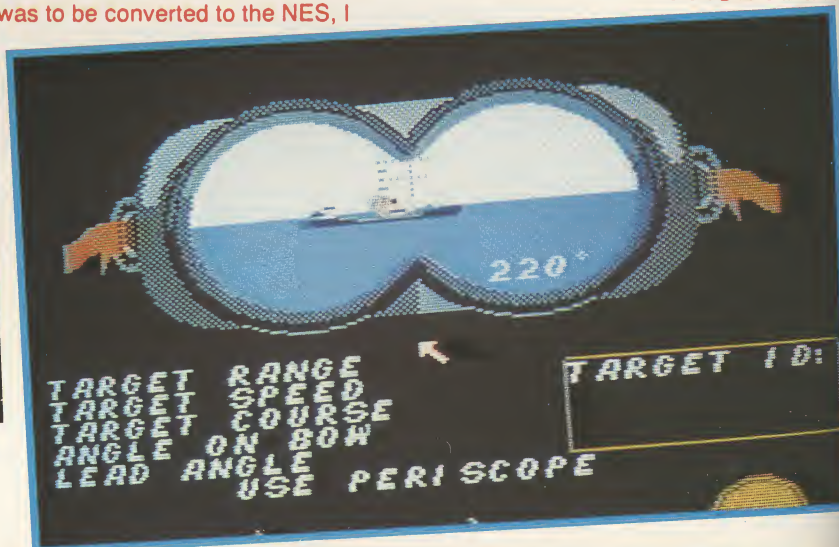 was to be converted to the NES, I
220°
TARGET RANGE
TARGET SPEED
TARGET COURSE
ANGLE ON BOW
LEAD ANGLE
USE PERISCOPE
TARGET ID: